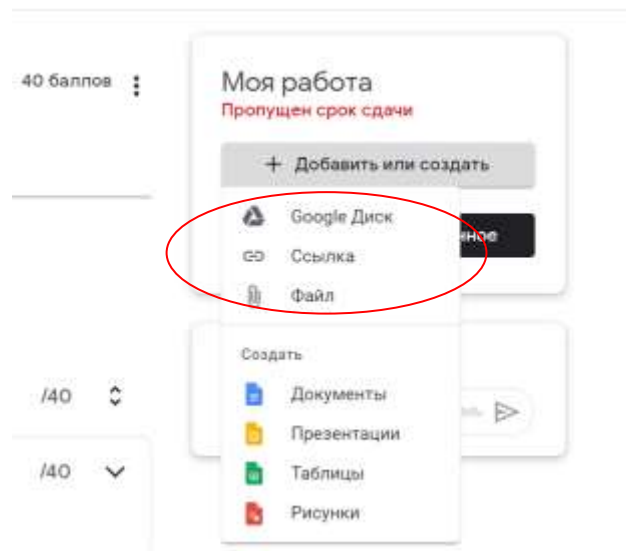 40 баллов
Моя работа
Пропущен срок сдачи
+ Добавить или создать
Google Диск
Ссылка
Файл
Создать
/40
Документы
Презентации
/40
Таблицы
Рисунки